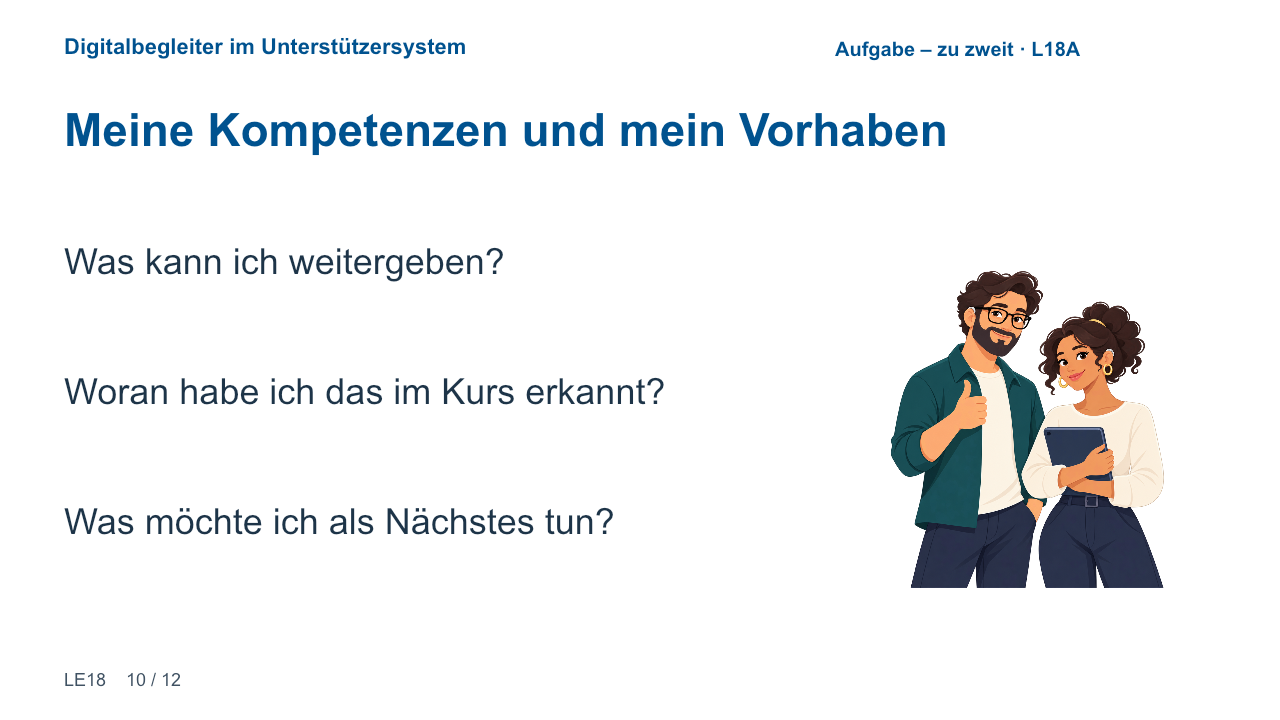 Digitalbegleiter im Unterstützersystem
Aufgabe – zu zweit · L18A
Meine Kompetenzen und mein Vorhaben
Was kann ich weitergeben?
Woran habe ich das im Kurs erkannt?
Was möchte ich als Nächstes tun?
LE18 10 / 12